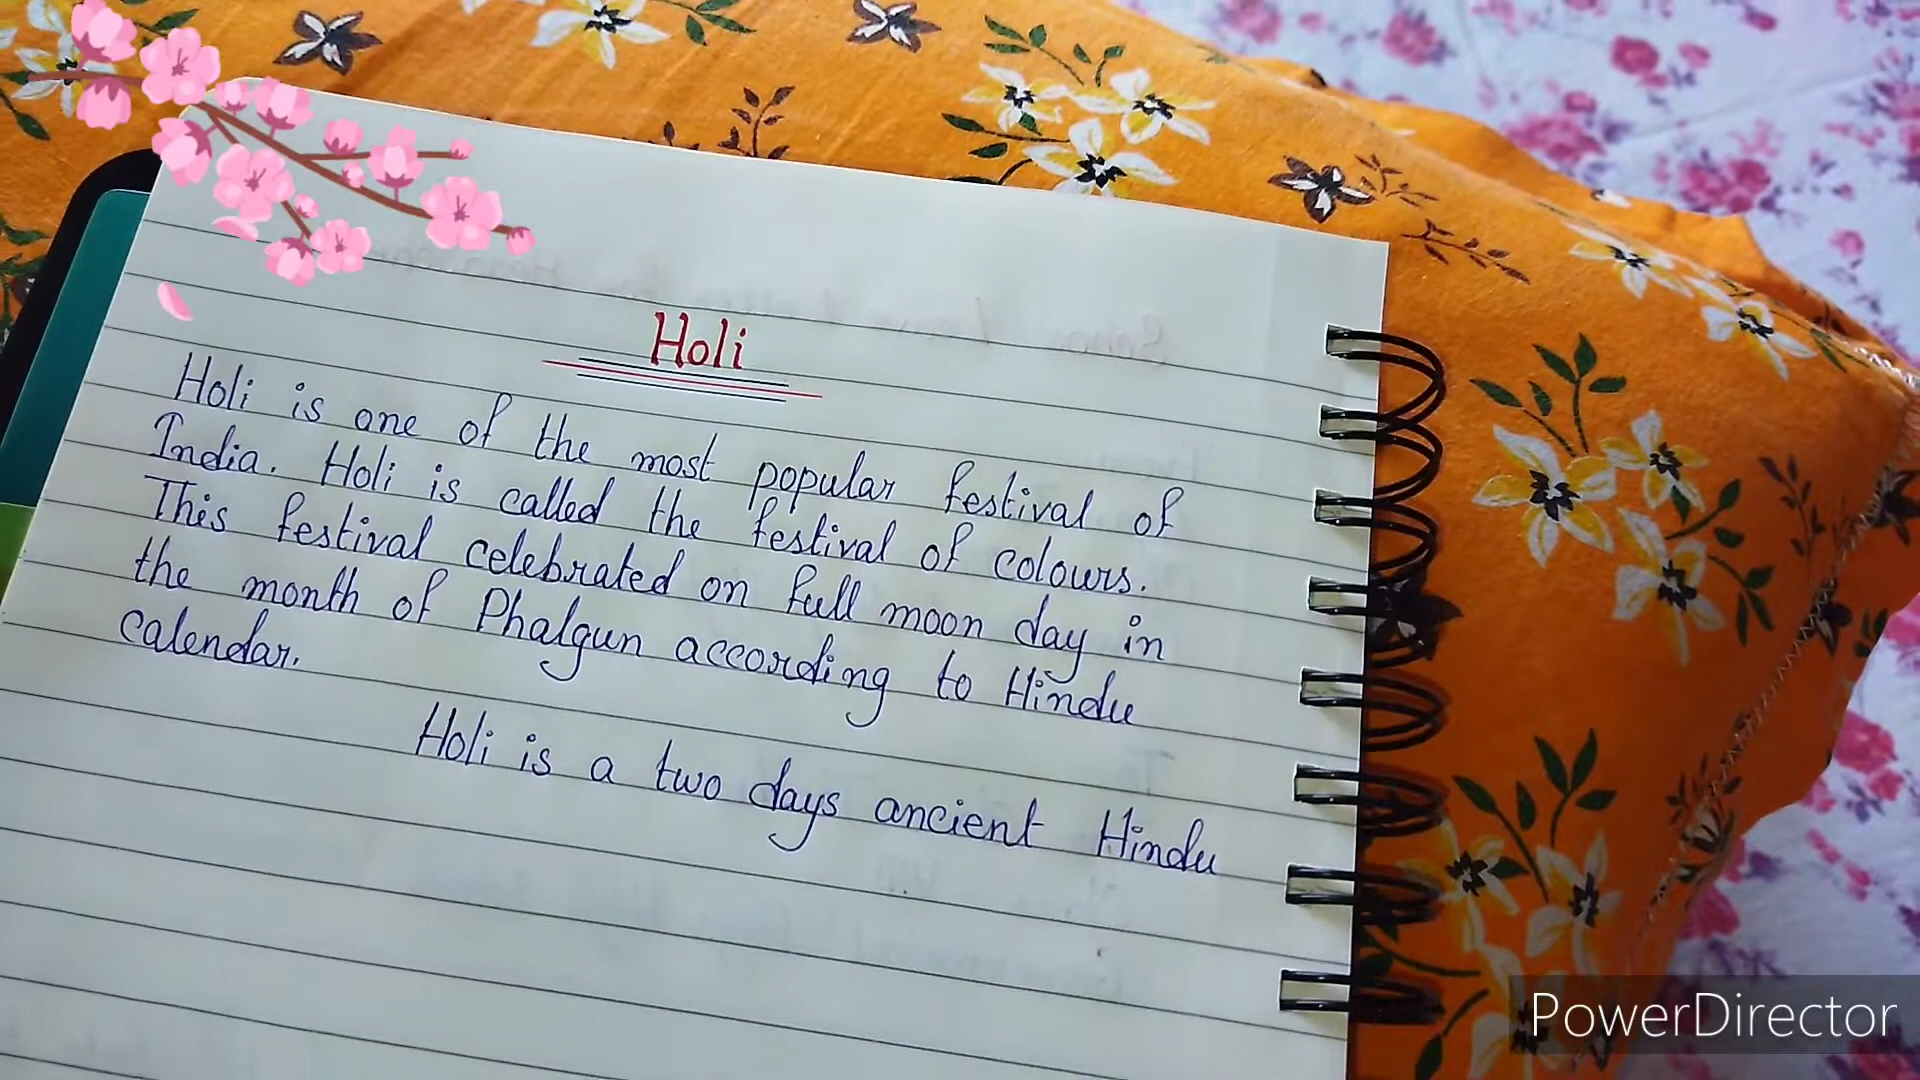 Holi
Holi is one of the most popular festival of
India. Holi is called the festival of colours.
This festival celebrated on full moon day in
the month of Phalgun according to Hindu
calendar.
Holi is a two days ancient Hindu
PowerDirector